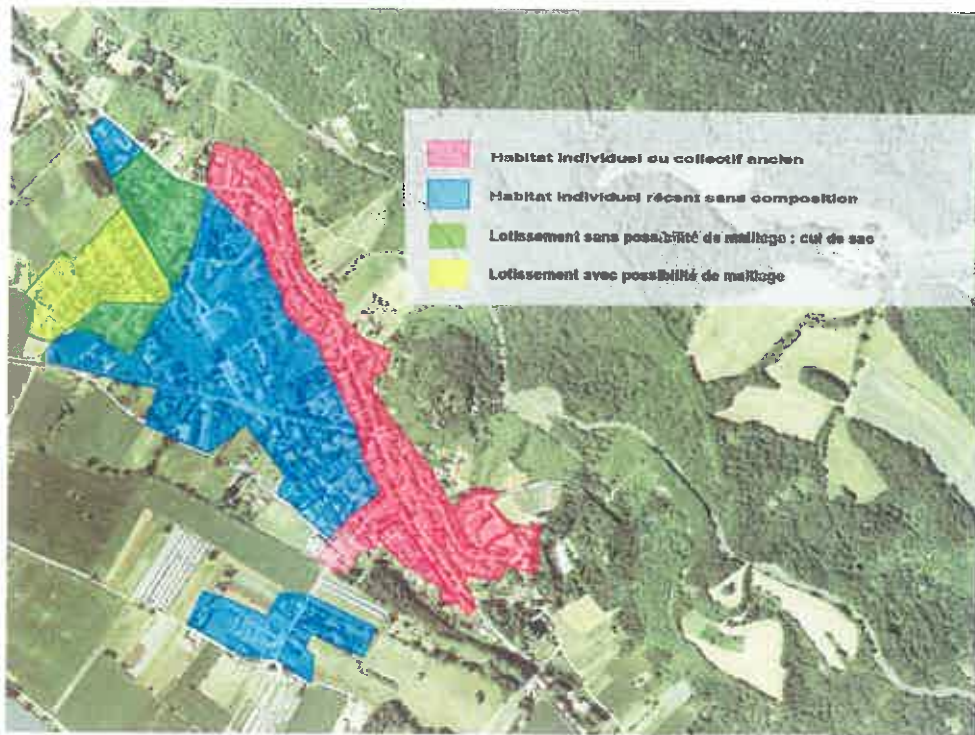 Habitat individuel ou collectif ancien
Habitat individuel récent sans composition
Lotissement sans possibilité de maillage : cul de sac
Lotissement avec possibilité de maillage